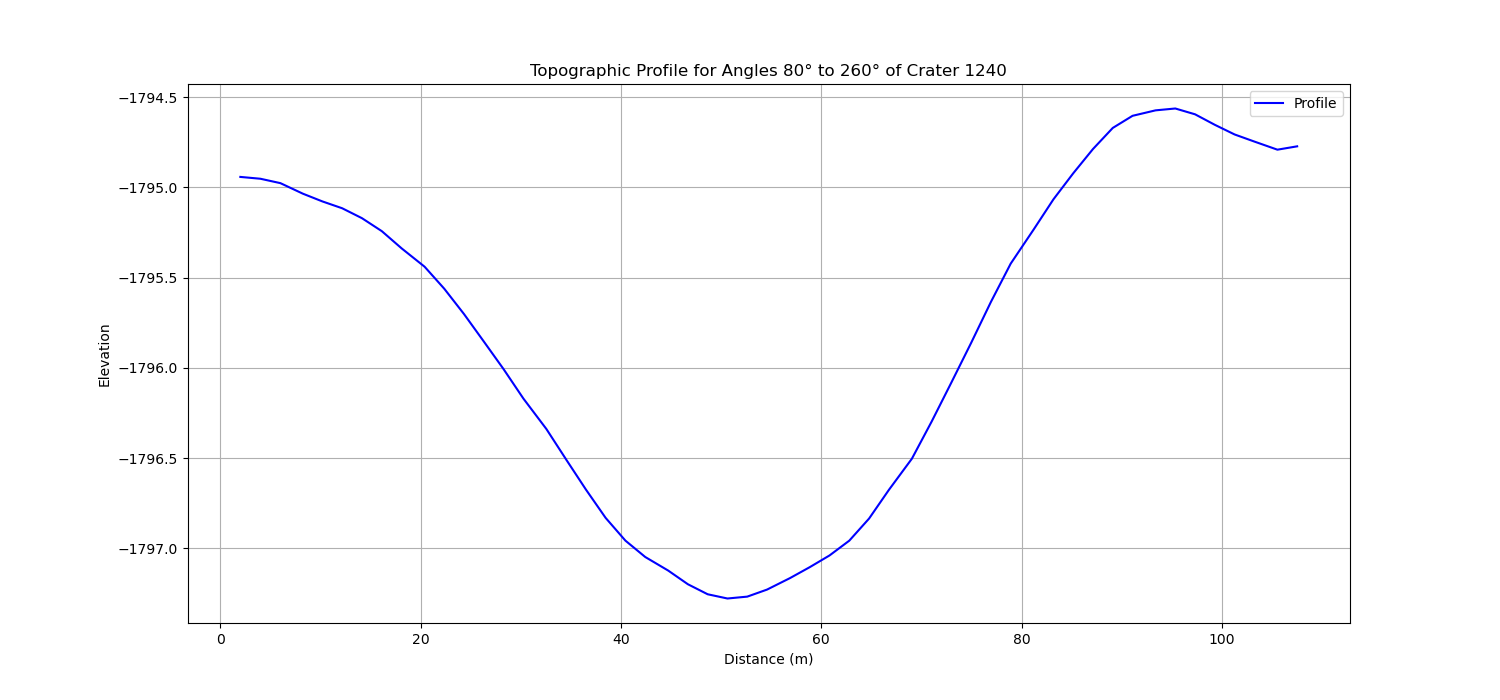 Topographic Profile for Angles 80° to 260° of Crater 1240
Profile
−1794.5
−1795.0
−1795.5
−1796.0
−1796.5
−1797.0
Elevation
0 20 40 60 80 100
Distance (m)